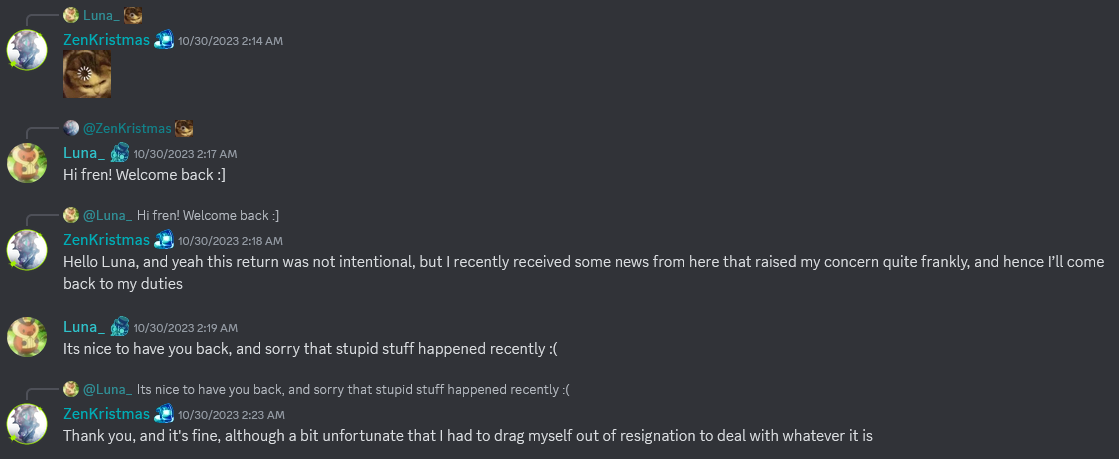 Luna_
ZenKristmas 10/30/2023 2:14 AM
@ZenKristmas
Luna_ 10/30/2023 2:17 AM
Hi fren! Welcome back :]
@Luna_ Hi fren! Welcome back :]
ZenKristmas 10/30/2023 2:18 AM
Hello Luna, and yeah this return was not intentional, but I recently received some news from here that raised my concern quite frankly, and hence I’ll come
back to my duties
Luna_ 10/30/2023 2:19 AM
Its nice to have you back, and sorry that stupid stuff happened recently :(
@Luna_ Its nice to have you back, and sorry that stupid stuff happened recently :(
ZenKristmas 10/30/2023 2:23 AM
Thank you, and it’s fine, although a bit unfortunate that I had to drag myself out of resignation to deal with whatever it is